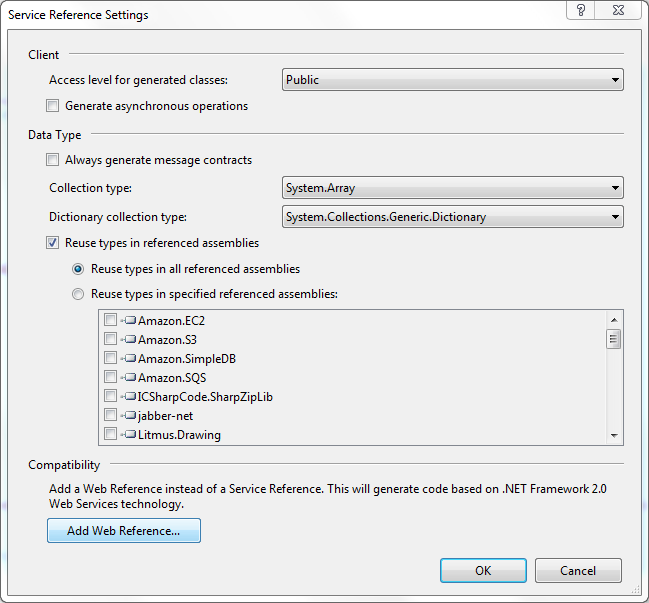 Service Reference Settings
Client
Access level for generated classes:
Public
Generate asynchronous operations
Data Type
Always generate message contracts
Collection type:
System.Array
Dictionary collection type:
System.Collections.Generic.Dictionary
Reuse types in referenced assemblies
Reuse types in all referenced assemblies
Reuse types in specified referenced assemblies:
Amazon.EC2
Amazon.S3
Amazon.SimpleDB
Amazon.SQS
ICSharpCode.SharpZipLib
jabber-net
Litmus.Drawing
Compatibility
Add a Web Reference instead of a Service Reference. This will generate code based on .NET Framework 2.0
Web Services technology.
Add Web Reference...
OK
Cancel